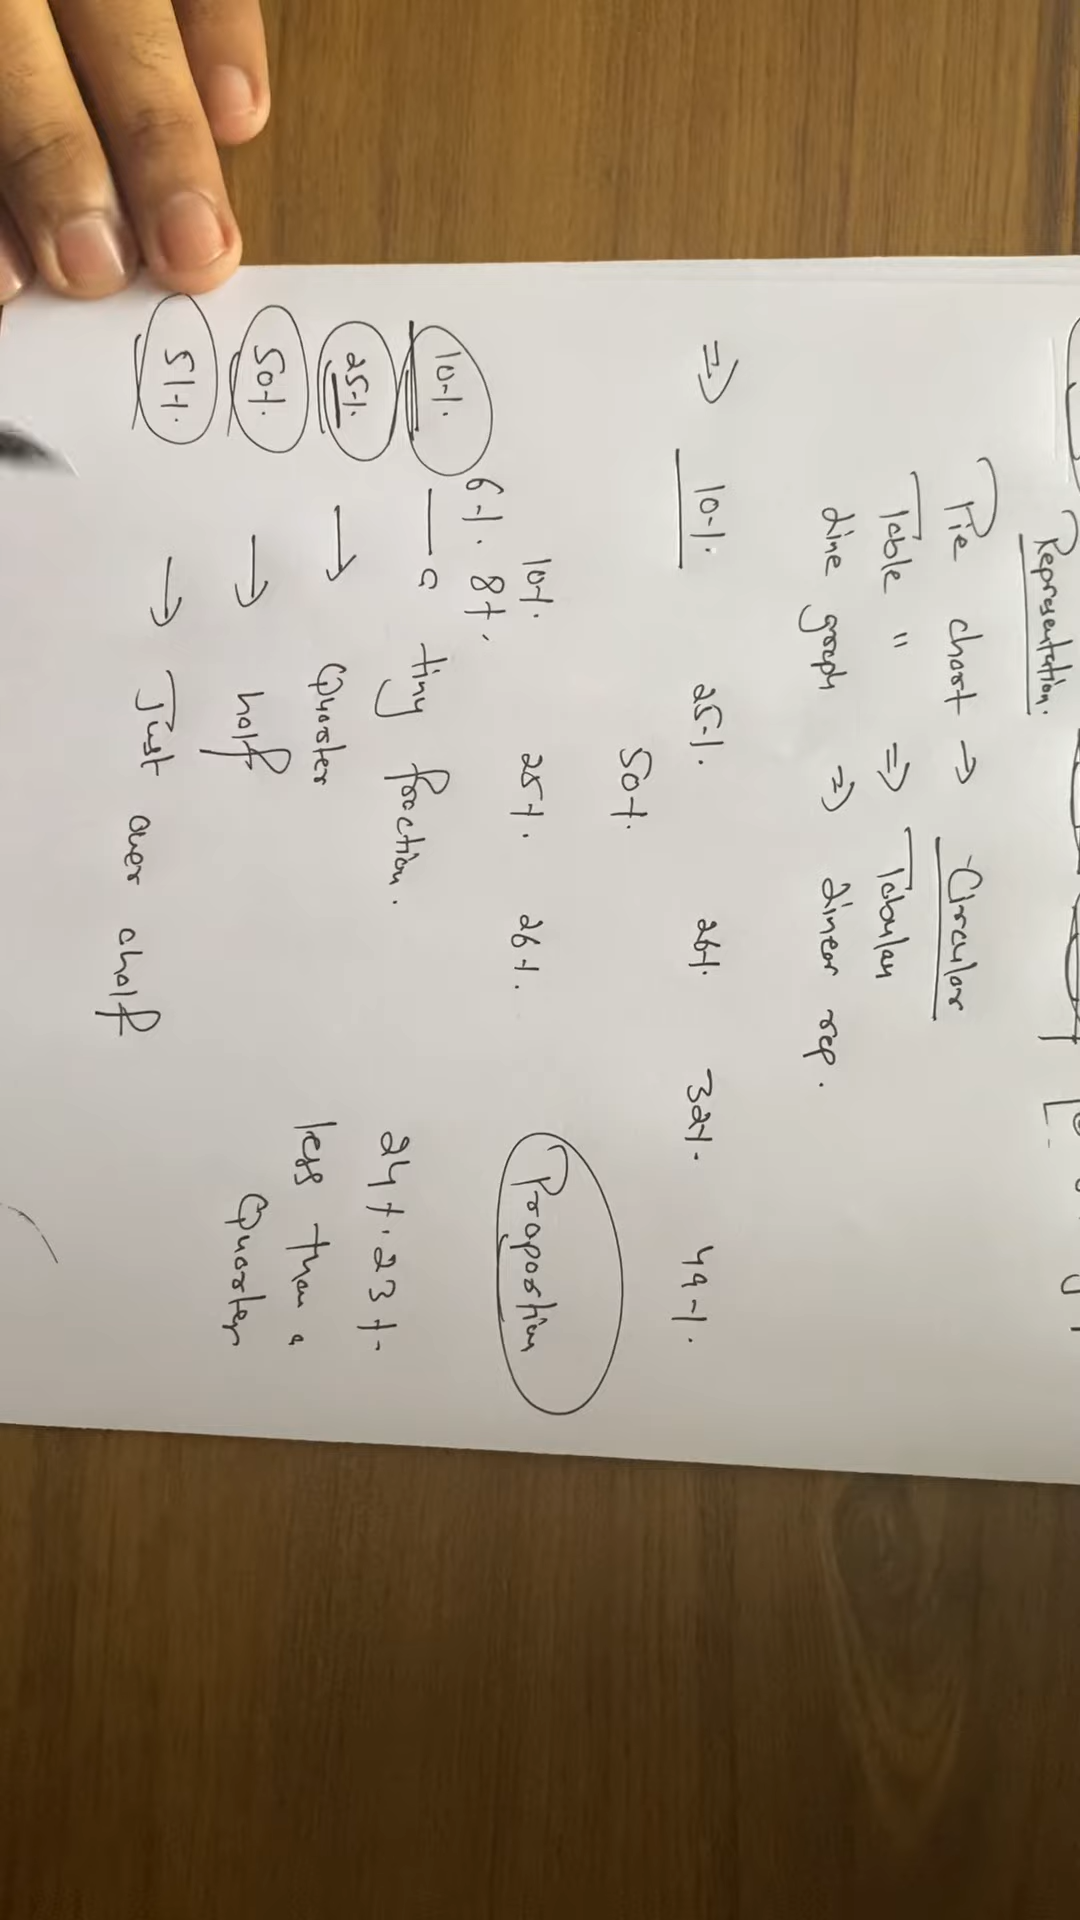 Representation.
Pie chart → Circular
Table " ⇒ Tabular
Line graph ⇒ Linear rep.
⇒ 10%. 25%. 26%. 32%. 49%.
50%.
10%. 25%. 26%. Proportion
6%. 8%.
10%. — a tiny fraction.
24%. 23%.
25%. → Quarter
less than a
Quarter
50%. → half
51%. → Just over half